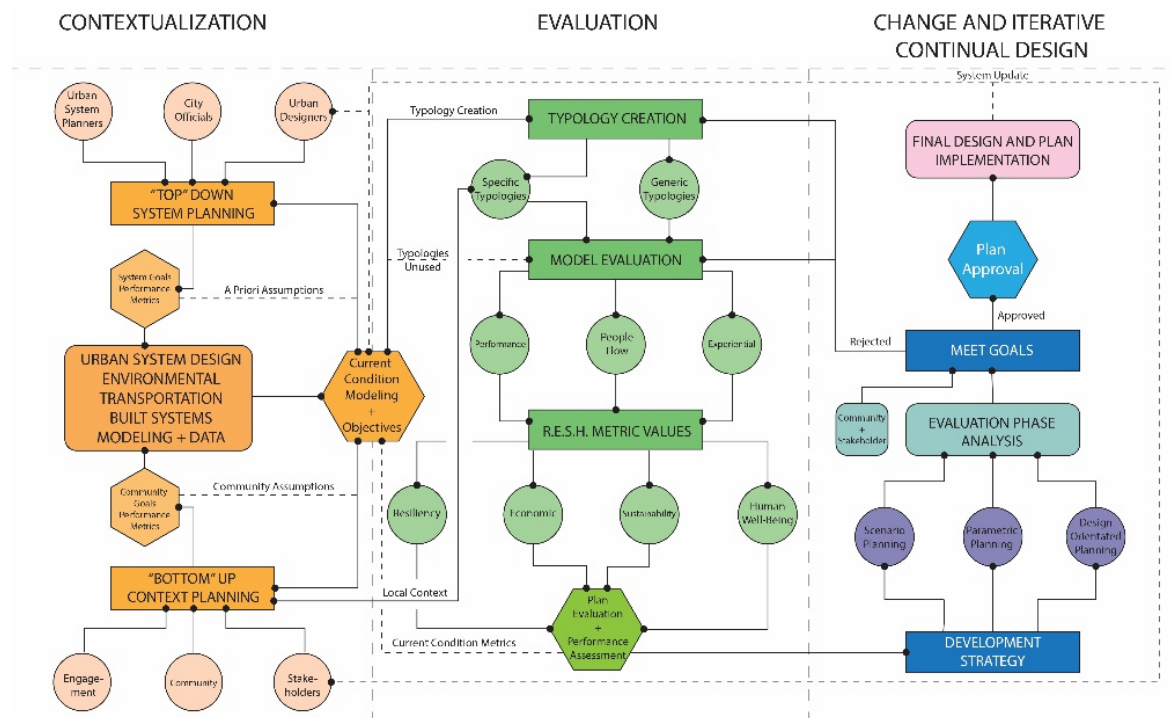 CONTEXTUALIZATION
EVALUATION
CHANGE AND ITERATIVE
CONTINUAL DESIGN
System Update
Urban
System
Planners
City
Officials
Urban
Designers
"TOP" DOWN
SYSTEM PLANNING
System Goals
Performance
Metrics
A Priori Assumptions
URBAN SYSTEM DESIGN
ENVIRONMENTAL
TRANSPORTATION
BUILT SYSTEMS
MODELING + DATA
Current
Condition
Modeling
+
Objectives
Community
Goals
Performance
Metrics
Community Assumptions
"BOTTOM" UP
CONTEXT PLANNING
Engage-
ment
Community
Stake-
holders
Typology Creation
TYPOLOGY CREATION
Specific
Typologies
Generic
Typologies
Typologies
Unused
MODEL EVALUATION
Performance
People
Flow
Experiential
R.E.S.H. METRIC VALUES
Resiliency
Economic
Sustainability
Human
Well-Being
Local Context
Plan
Evaluation
+
Performance
Assessment
Current Condition Metrics
FINAL DESIGN AND PLAN
IMPLEMENTATION
Plan
Approval
Approved
Rejected
MEET GOALS
Community
+
Stakeholder
EVALUATION PHASE
ANALYSIS
Scenario
Planning
Parametric
Planning
Design
Orientated
Planning
DEVELOPMENT
STRATEGY